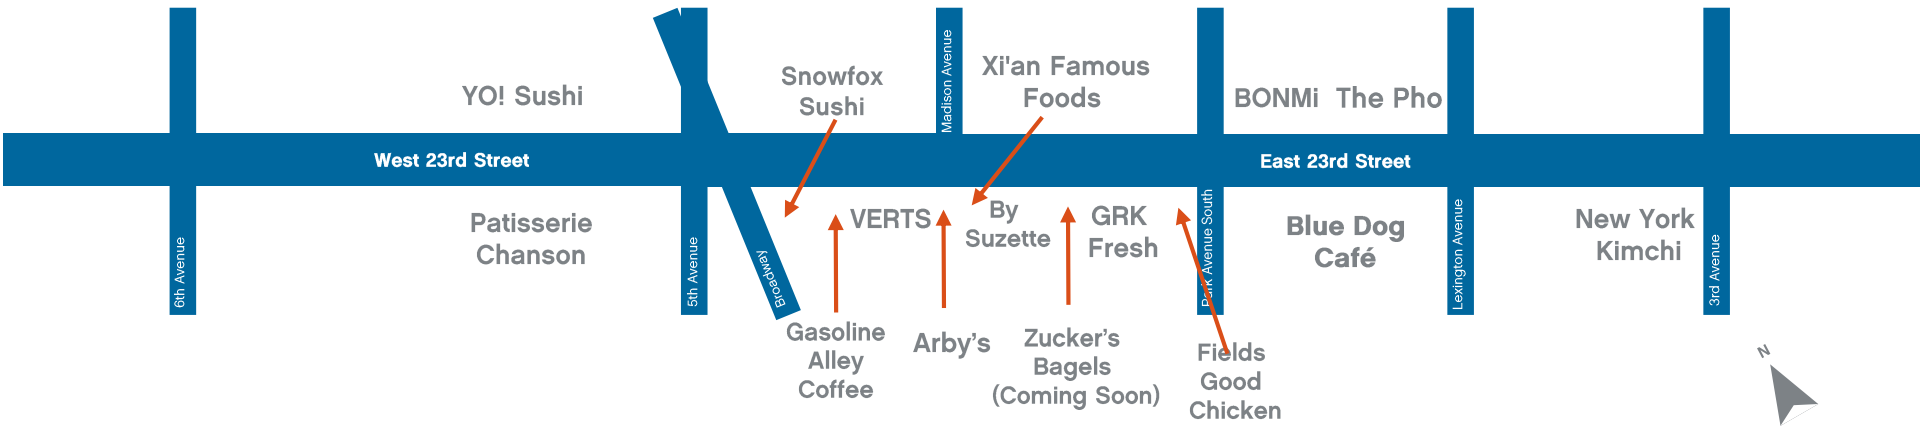 YO! Sushi
Snowfox
Sushi
Madison Avenue
Xi'an Famous
Foods
BONMi The Pho
West 23rd Street
East 23rd Street
6th Avenue
Patisserie
Chanson
5th Avenue
Broadway
VERTS
By
Suzette
GRK
Fresh
Park Avenue South
Blue Dog
Café
Lexington Avenue
New York
Kimchi
3rd Avenue
Gasoline
Alley
Coffee
Arby's
Zucker's
Bagels
(Coming Soon)
Fields
Good
Chicken
N